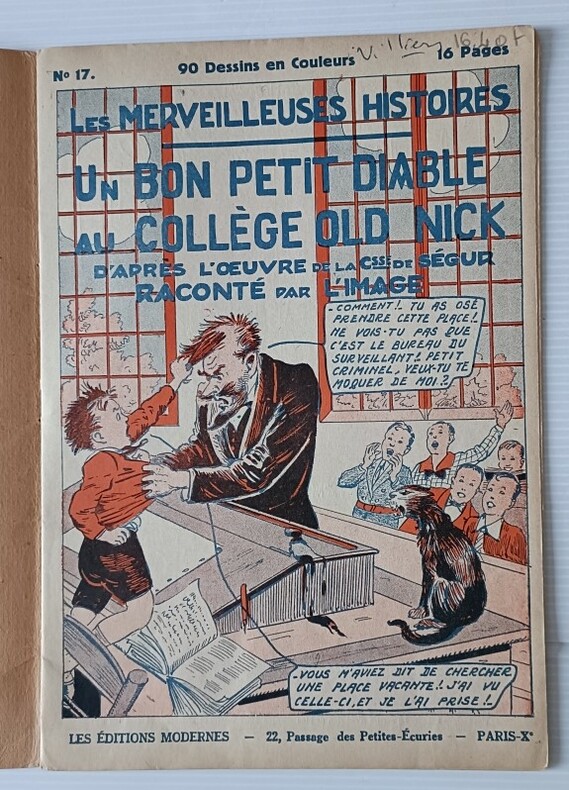 No 17.
90 Dessins en Couleurs
16 Pages
LES MERVEILLEUSES HISTOIRES
UN BON PETIT DIABLE
AU COLLÈGE OLD NICK
D'APRÈS L'ŒUVRE DE LA CSSE DE SÉGUR
RACONTÉ PAR L'IMAGE
- COMMENT!.. TU AS OSÉ
PRENDRE CETTE PLACE!
NE VOIS-TU PAS QUE
C'EST LE BUREAU DU
SURVEILLANT! PETIT
CRIMINEL, VEUX-TU TE
MOQUER DE MOI?
- VOUS M'AVIEZ DIT DE CHERCHER
UNE PLACE VACANTE! J'AI VU
CELLE-CI, ET JE L'AI PRISE!
LES ÉDITIONS MODERNES — 22, Passage des Petites-Écuries — PARIS-Xe